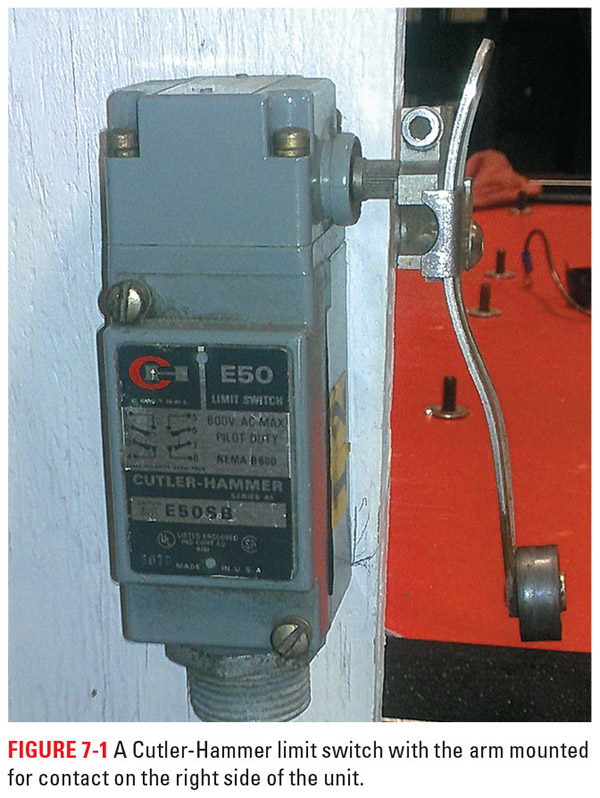 E50
CONTROL
LIMIT SWITCH
600V. AC MAX
PILOT DUTY
NEMA B600
CUTLER-HAMMER
SERIES A1
E50SB
UL
LISTED ENCLOSED
IND CONT EQ
MADE IN U.S.A
FIGURE 7-1 A Cutler-Hammer limit switch with the arm mounted
for contact on the right side of the unit.